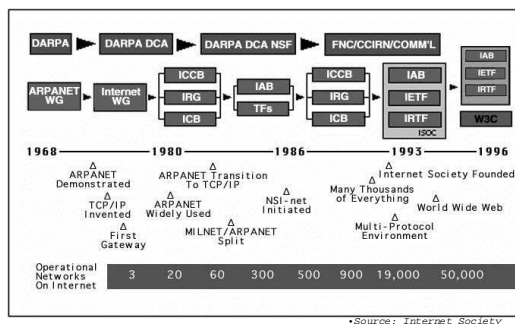 DARPA DARPA DCA DARPA DCA NSF FNC/CCIRN/COMM'L
ARPANET WG
Internet WG
ICCB
IRG
ICB
IAB
TFs
ICCB
IRG
ICB
IAB
IETF
IRTF
ISOC
IAB
IETF
IRTF
W3C
1968 1980 1986 1993 1996
ARPANET
Demonstrated
TCP/IP
Invented
First
Gateway
ARPANET Transition
To TCP/IP
ARPANET
Widely Used
MILNET/ARPANET
Split
NSI-net
Initiated
Internet Society Founded
Many Thousands
of Everything
World Wide Web
Multi-Protocol
Environment
Operational
Networks
On Internet
3 20 60 300 500 900 19,000 50,000
•Source: Internet Society